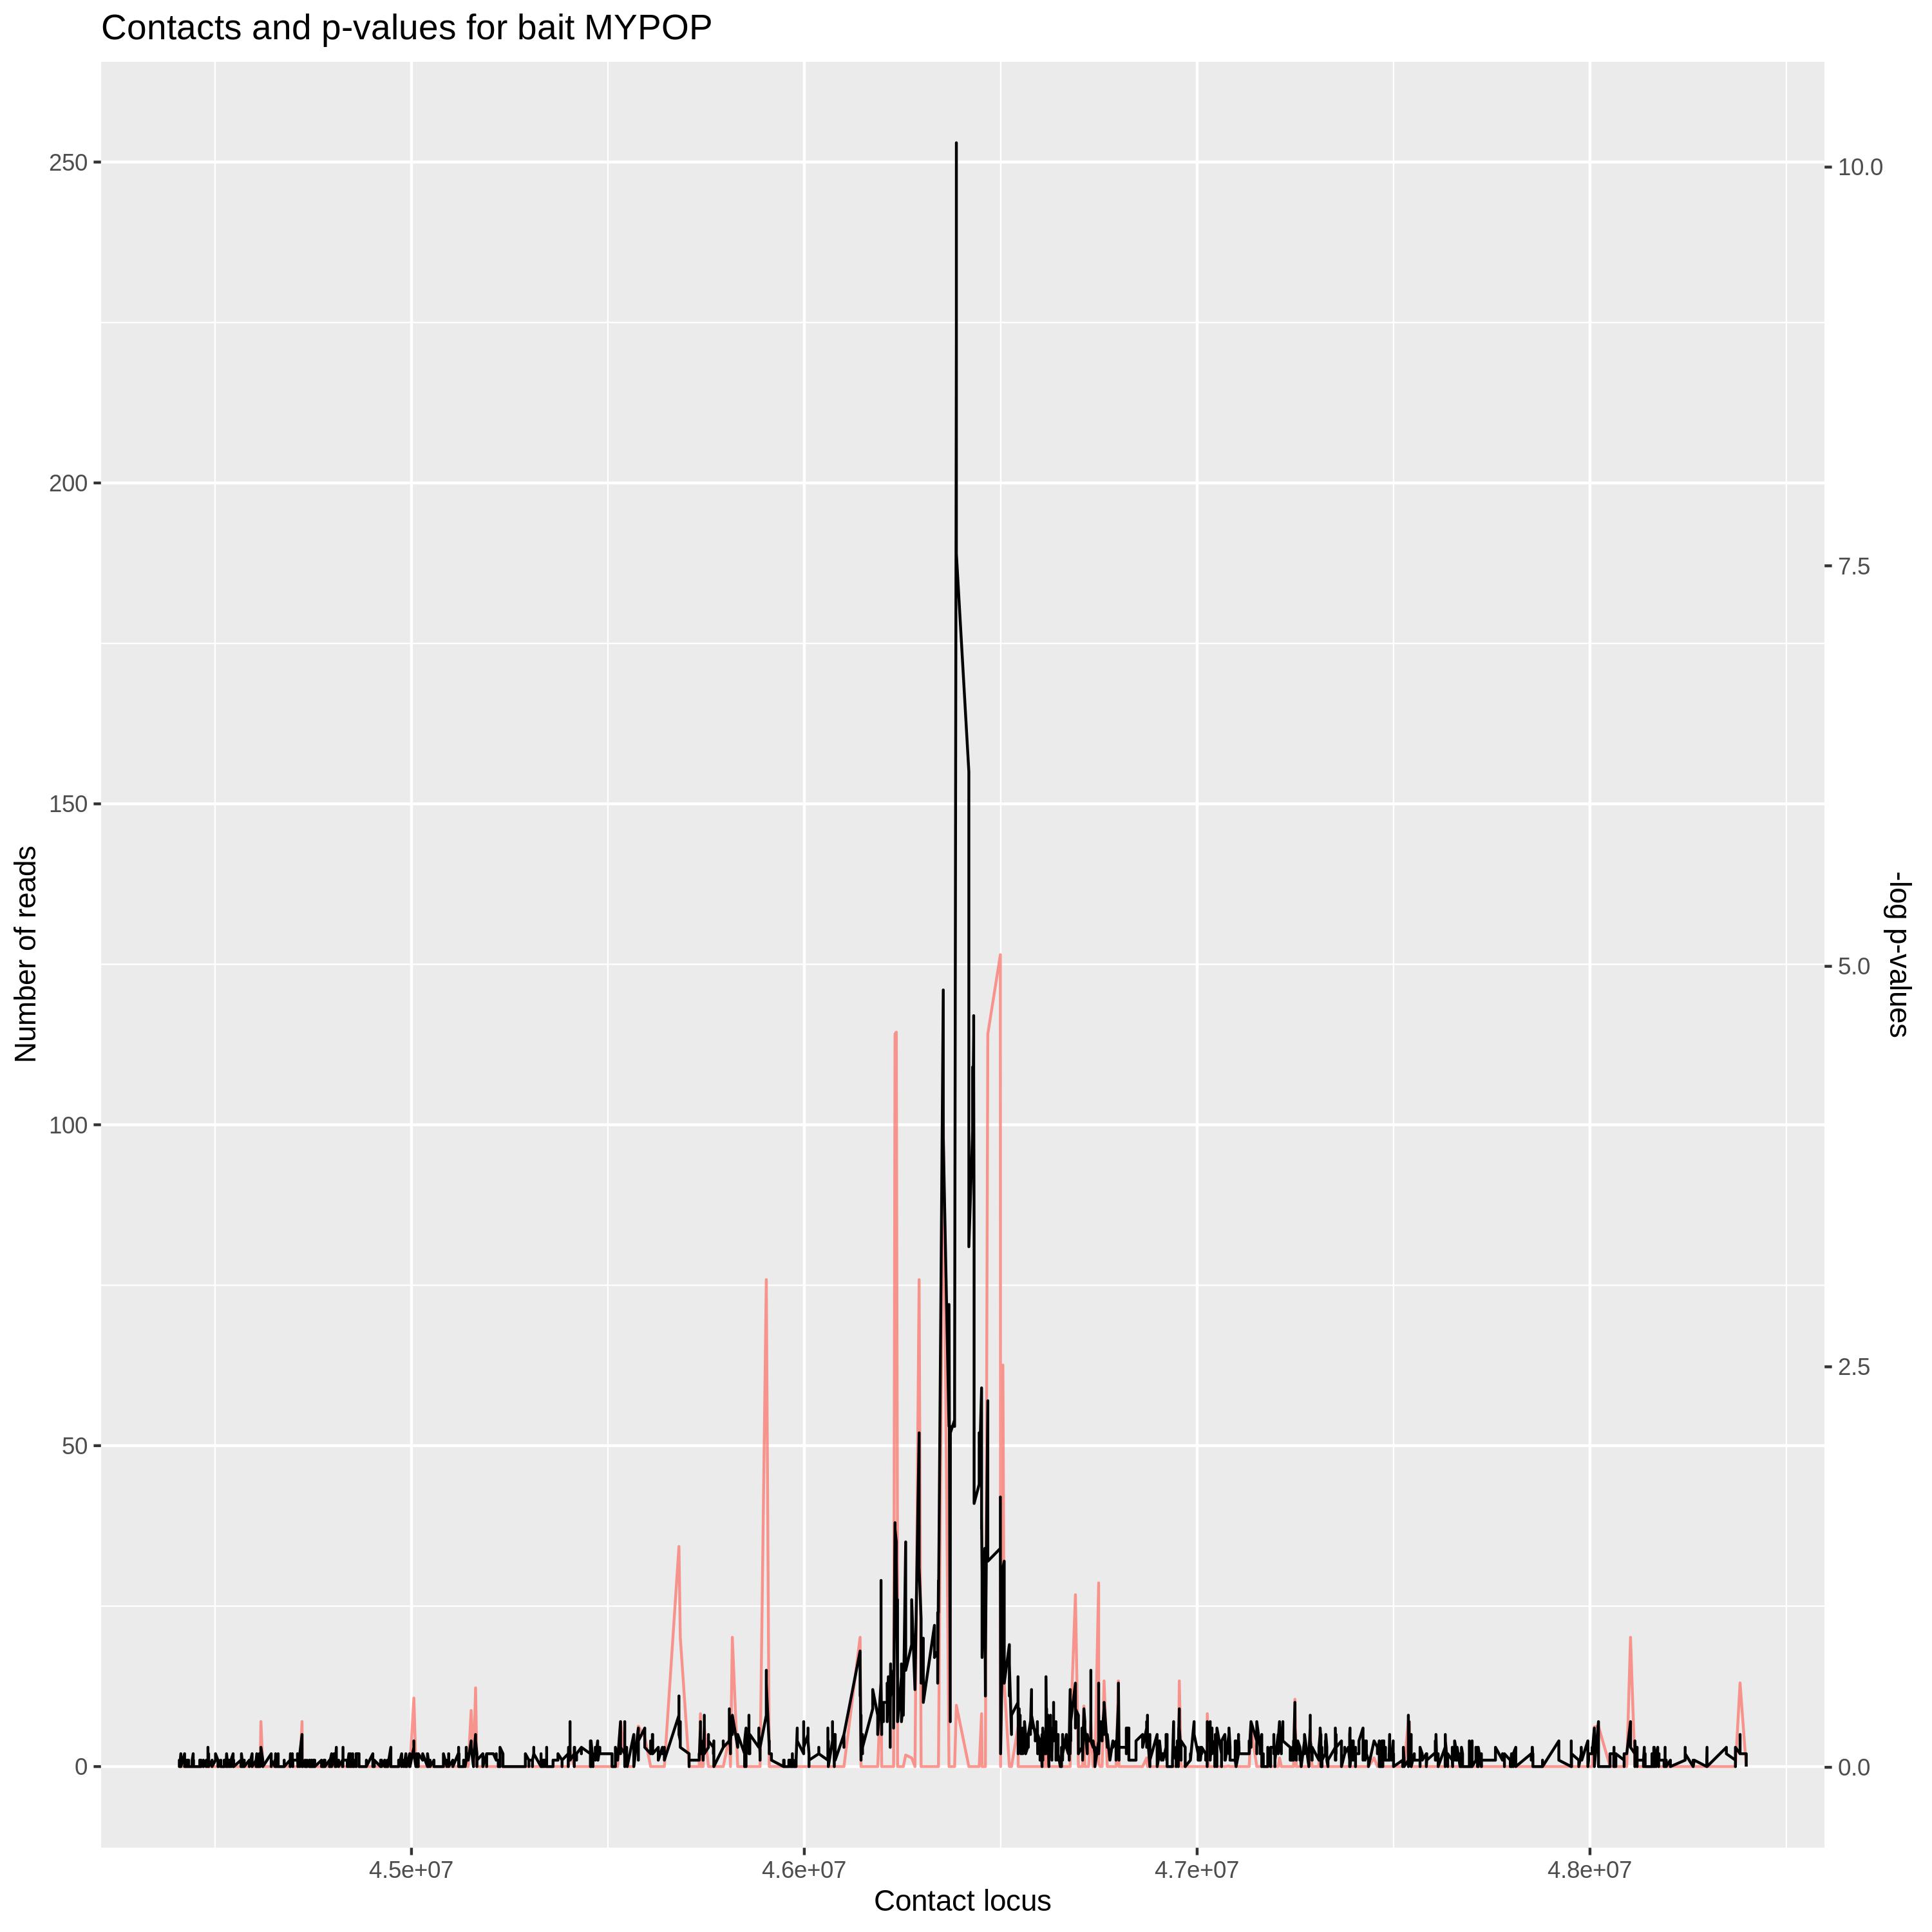 Contacts and p-values for bait MYPOP
250
200
150
100
50
0
Number of reads
10.0
7.5
5.0
2.5
0.0
-log p-values
4.5e+07
4.6e+07
4.7e+07
4.8e+07
Contact locus